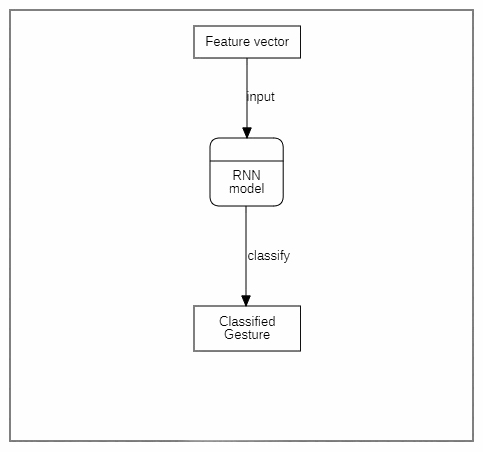 Feature vector
input
RNN
model
classify
Classified
Gesture